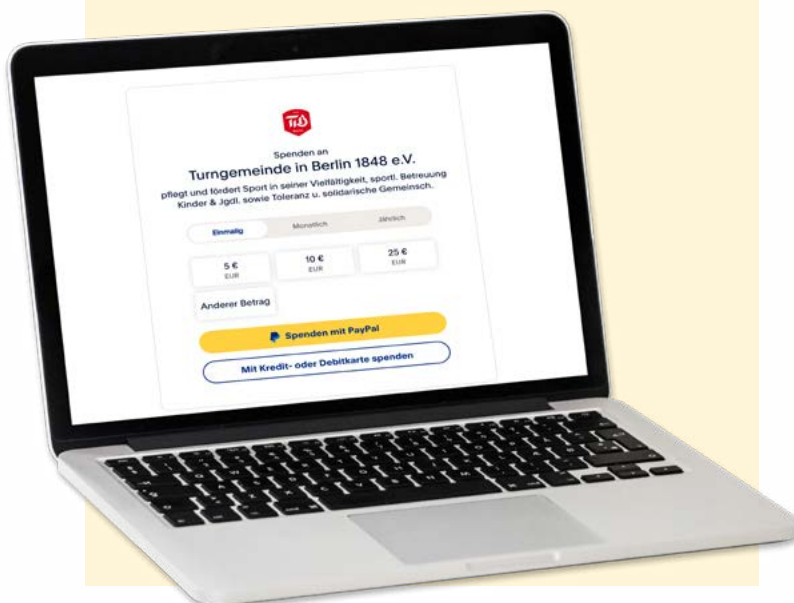 TiB
Spenden an
Turngemeinde in Berlin 1848 e.V.
pflegt und fördert Sport in seiner Vielfältigkeit, sportl. Betreuung
Kinder & Jgdl. sowie Toleranz u. solidarische Gemeinsch.
Einmalig Monatlich Jährlich
5 € 10 € 25 €
EUR EUR EUR
Anderer Betrag
Spenden mit PayPal
Mit Kredit- oder Debitkarte spenden